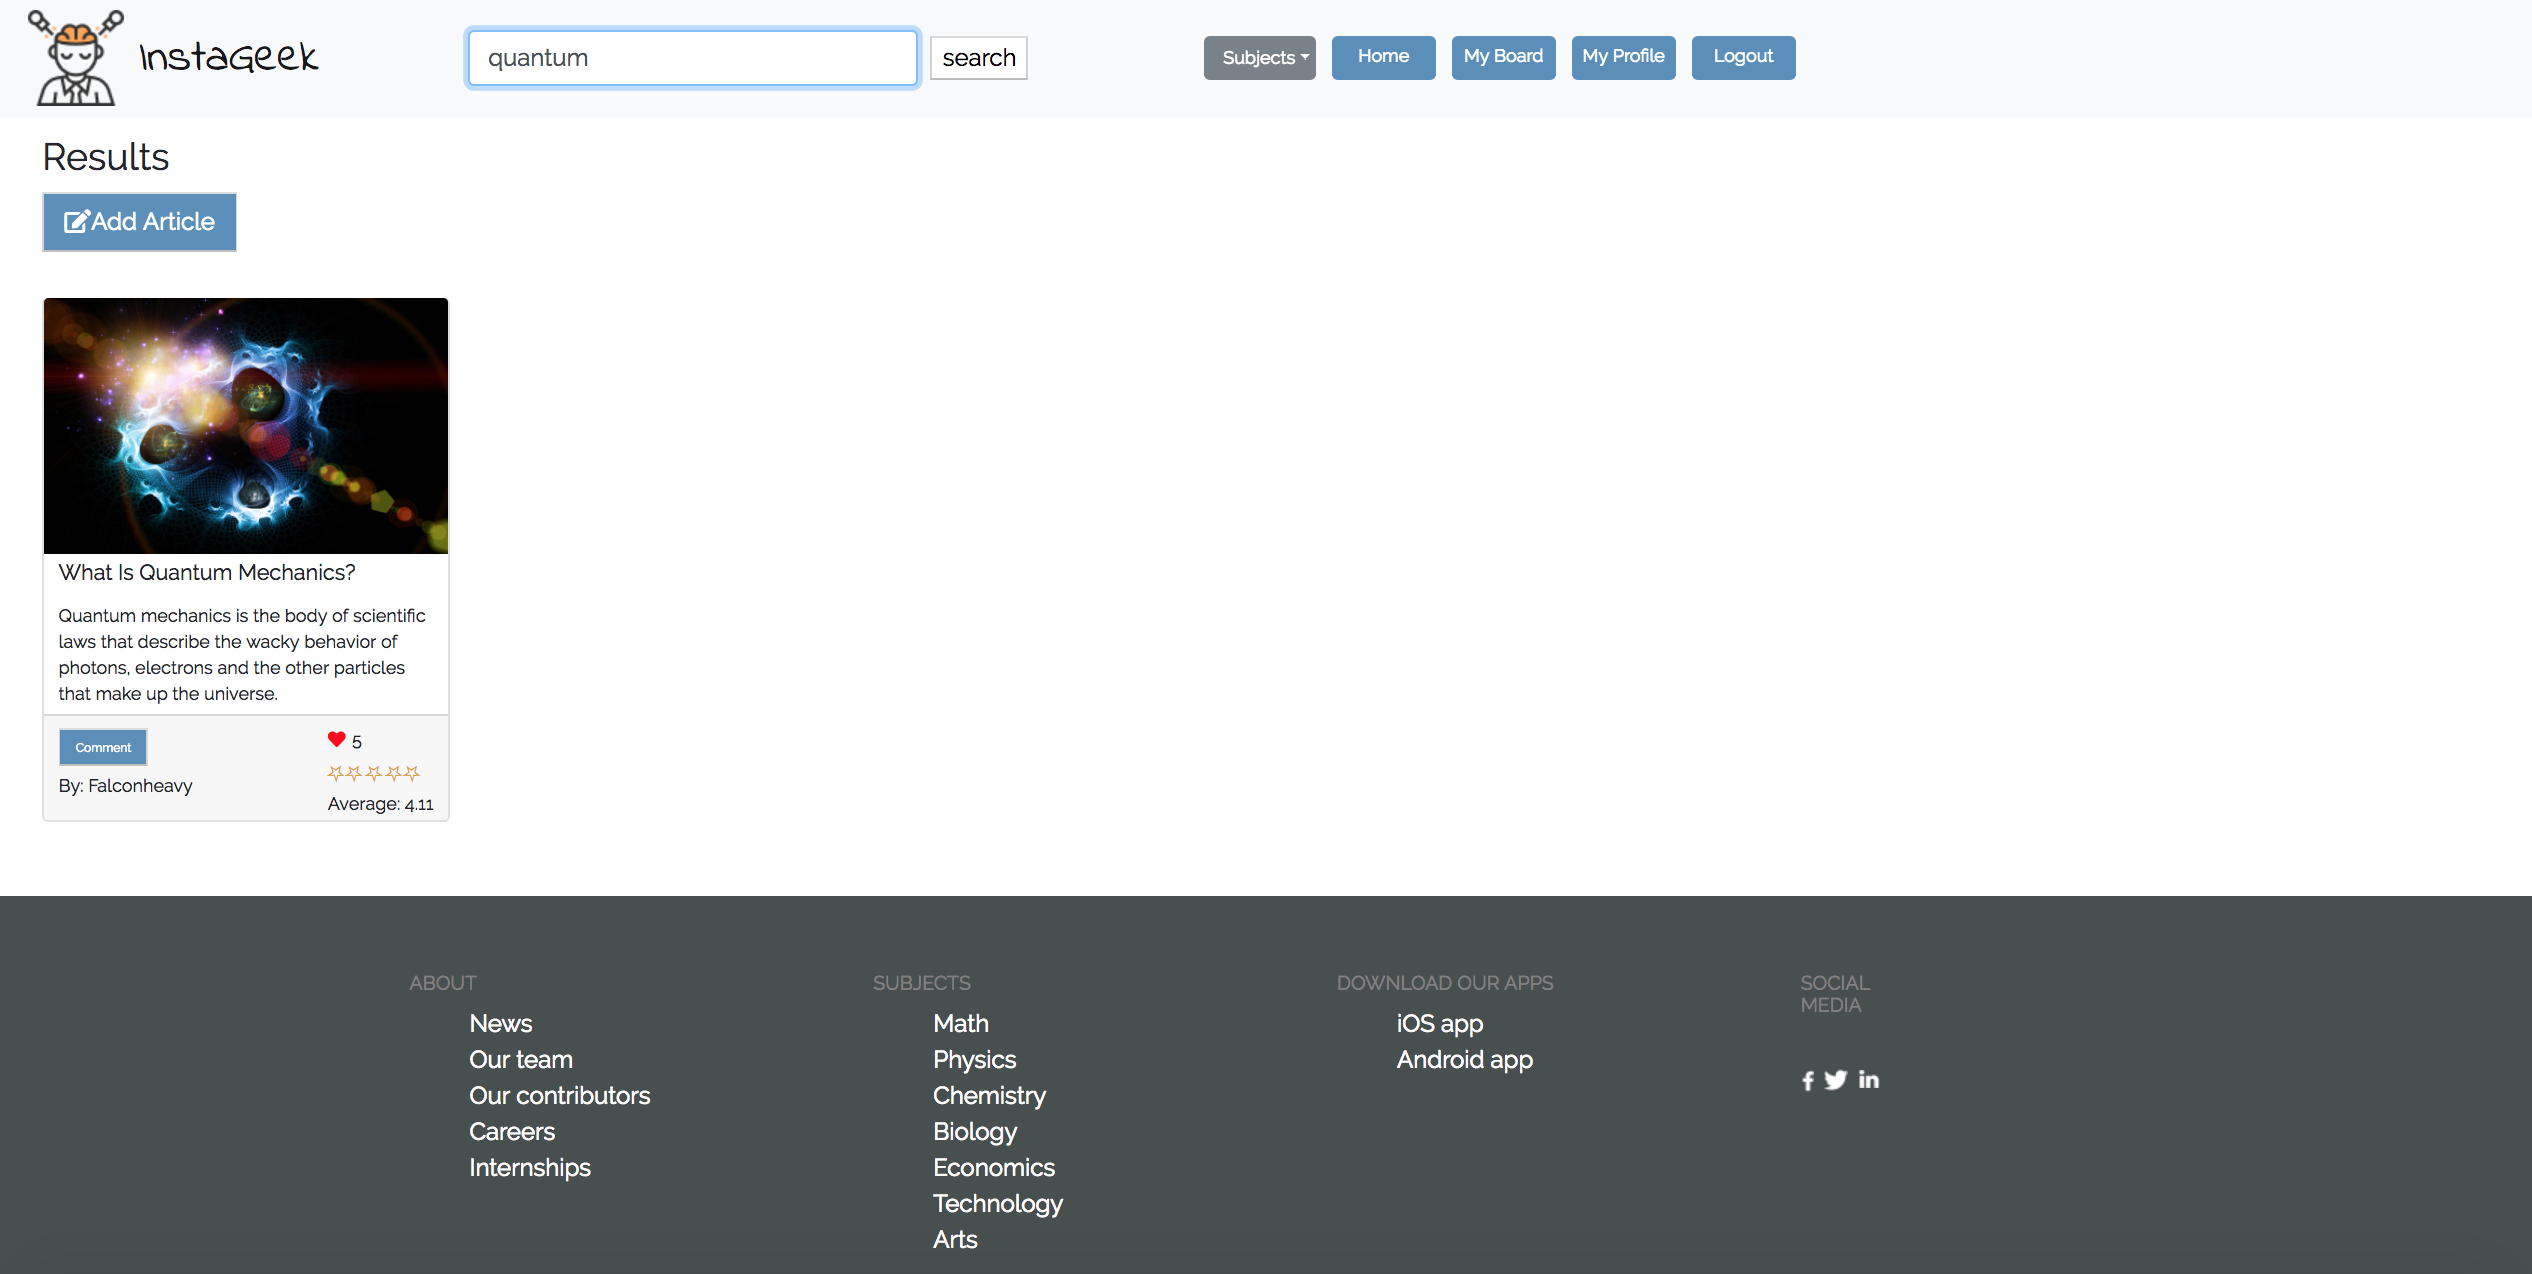 InstaGeek
quantum
search
Subjects
Home
My Board
My Profile
Logout
Results
Add Article
What Is Quantum Mechanics?
Quantum mechanics is the body of scientific
laws that describe the wacky behavior of
photons, electrons and the other particles
that make up the universe.
Comment
5
By: Falconheavy
Average: 4.11
ABOUT
News
Our team
Our contributors
Careers
Internships
SUBJECTS
Math
Physics
Chemistry
Biology
Economics
Technology
Arts
DOWNLOAD OUR APPS
iOS app
Android app
SOCIAL
MEDIA